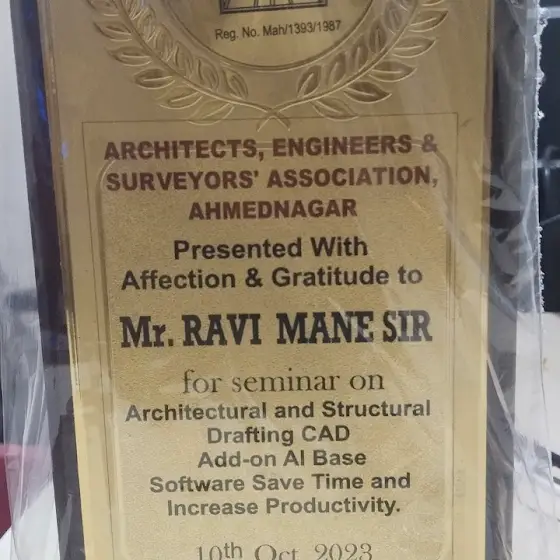 Reg. No. Mah/1393/1987
ARCHITECTS, ENGINEERS &
SURVEYORS' ASSOCIATION,
AHMEDNAGAR
Presented With
Affection & Gratitude to
Mr. RAVI MANE SIR
for seminar on
Architectural and Structural
Drafting CAD
Add-on AI Base
Software Save Time and
Increase Productivity.
10th Oct. 2023